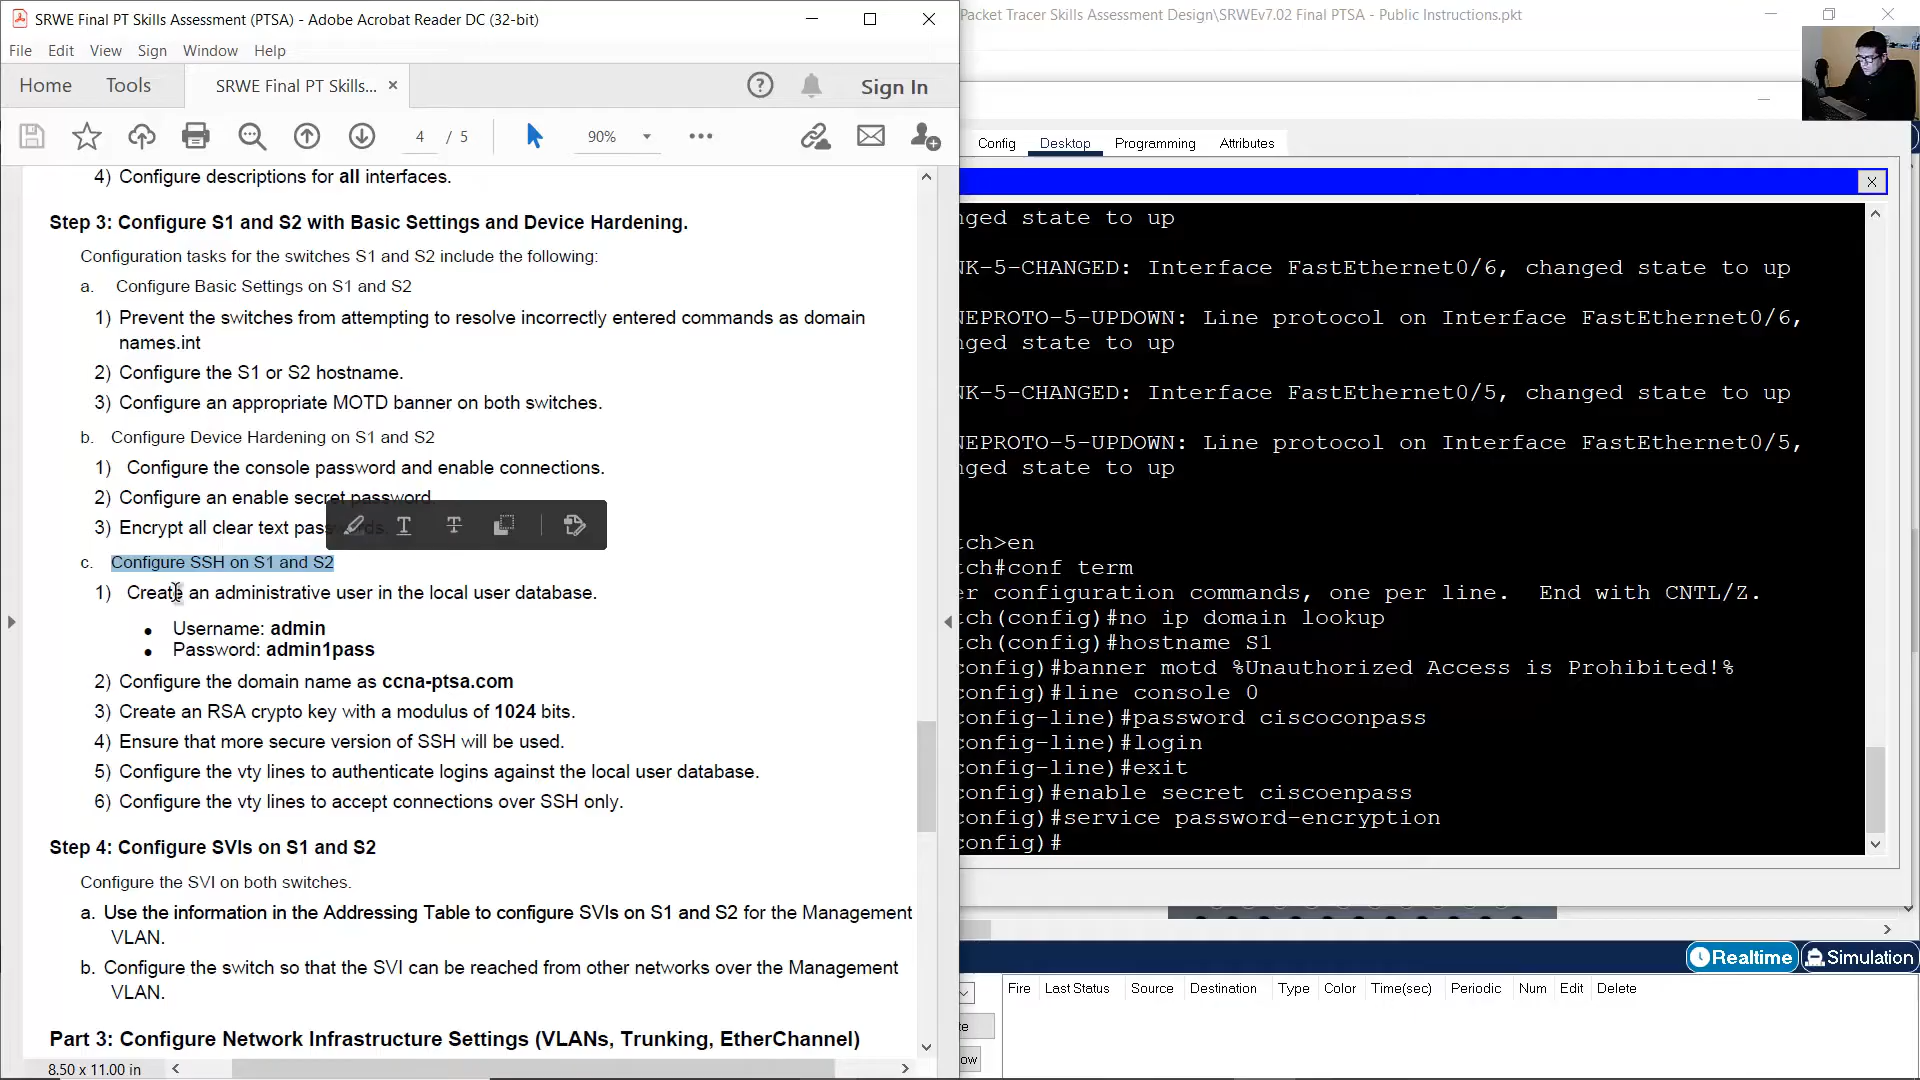 SRWE Final PT Skills Assessment (PTSA) - Adobe Acrobat Reader DC (32-bit)
File Edit View Sign Window Help
Home Tools SRWE Final PT Skills... × Sign In
4 / 5 90%
4) Configure descriptions for all interfaces.
Step 3: Configure S1 and S2 with Basic Settings and Device Hardening.
Configuration tasks for the switches S1 and S2 include the following:
a. Configure Basic Settings on S1 and S2
1) Prevent the switches from attempting to resolve incorrectly entered commands as domain
names.int
2) Configure the S1 or S2 hostname.
3) Configure an appropriate MOTD banner on both switches.
b. Configure Device Hardening on S1 and S2
1) Configure the console password and enable connections.
2) Configure an enable secret password
3) Encrypt all clear text passwords.
c. Configure SSH on S1 and S2
1) Create an administrative user in the local user database.
• Username: admin
• Password: admin1pass
2) Configure the domain name as ccna-ptsa.com
3) Create an RSA crypto key with a modulus of 1024 bits.
4) Ensure that more secure version of SSH will be used.
5) Configure the vty lines to authenticate logins against the local user database.
6) Configure the vty lines to accept connections over SSH only.
Step 4: Configure SVIs on S1 and S2
Configure the SVI on both switches.
a. Use the information in the Addressing Table to configure SVIs on S1 and S2 for the Management
VLAN.
b. Configure the switch so that the SVI can be reached from other networks over the Management
VLAN.
Part 3: Configure Network Infrastructure Settings (VLANs, Trunking, EtherChannel)
8.50 x 11.00 in
Packet Tracer Skills Assessment Design\SRWEv7.02 Final PTSA - Public Instructions.pkt
Config Desktop Programming Attributes
X
nged state to up
NK-5-CHANGED: Interface FastEthernet0/6, changed state to up
NEPROTO-5-UPDOWN: Line protocol on Interface FastEthernet0/6,
nged state to up
NK-5-CHANGED: Interface FastEthernet0/5, changed state to up
NEPROTO-5-UPDOWN: Line protocol on Interface FastEthernet0/5,
nged state to up
tch>en
tch#conf term
er configuration commands, one per line.  End with CNTL/Z.
tch(config)#no ip domain lookup
tch(config)#hostname S1
config)#banner motd %Unauthorized Access is Prohibited!%
config)#line console 0
config-line)#password ciscoconpass
config-line)#login
config-line)#exit
config)#enable secret ciscoenpass
config)#service password-encryption
config)#
Realtime Simulation
Fire Last Status Source Destination Type Color Time(sec) Periodic Num Edit Delete
te
ow